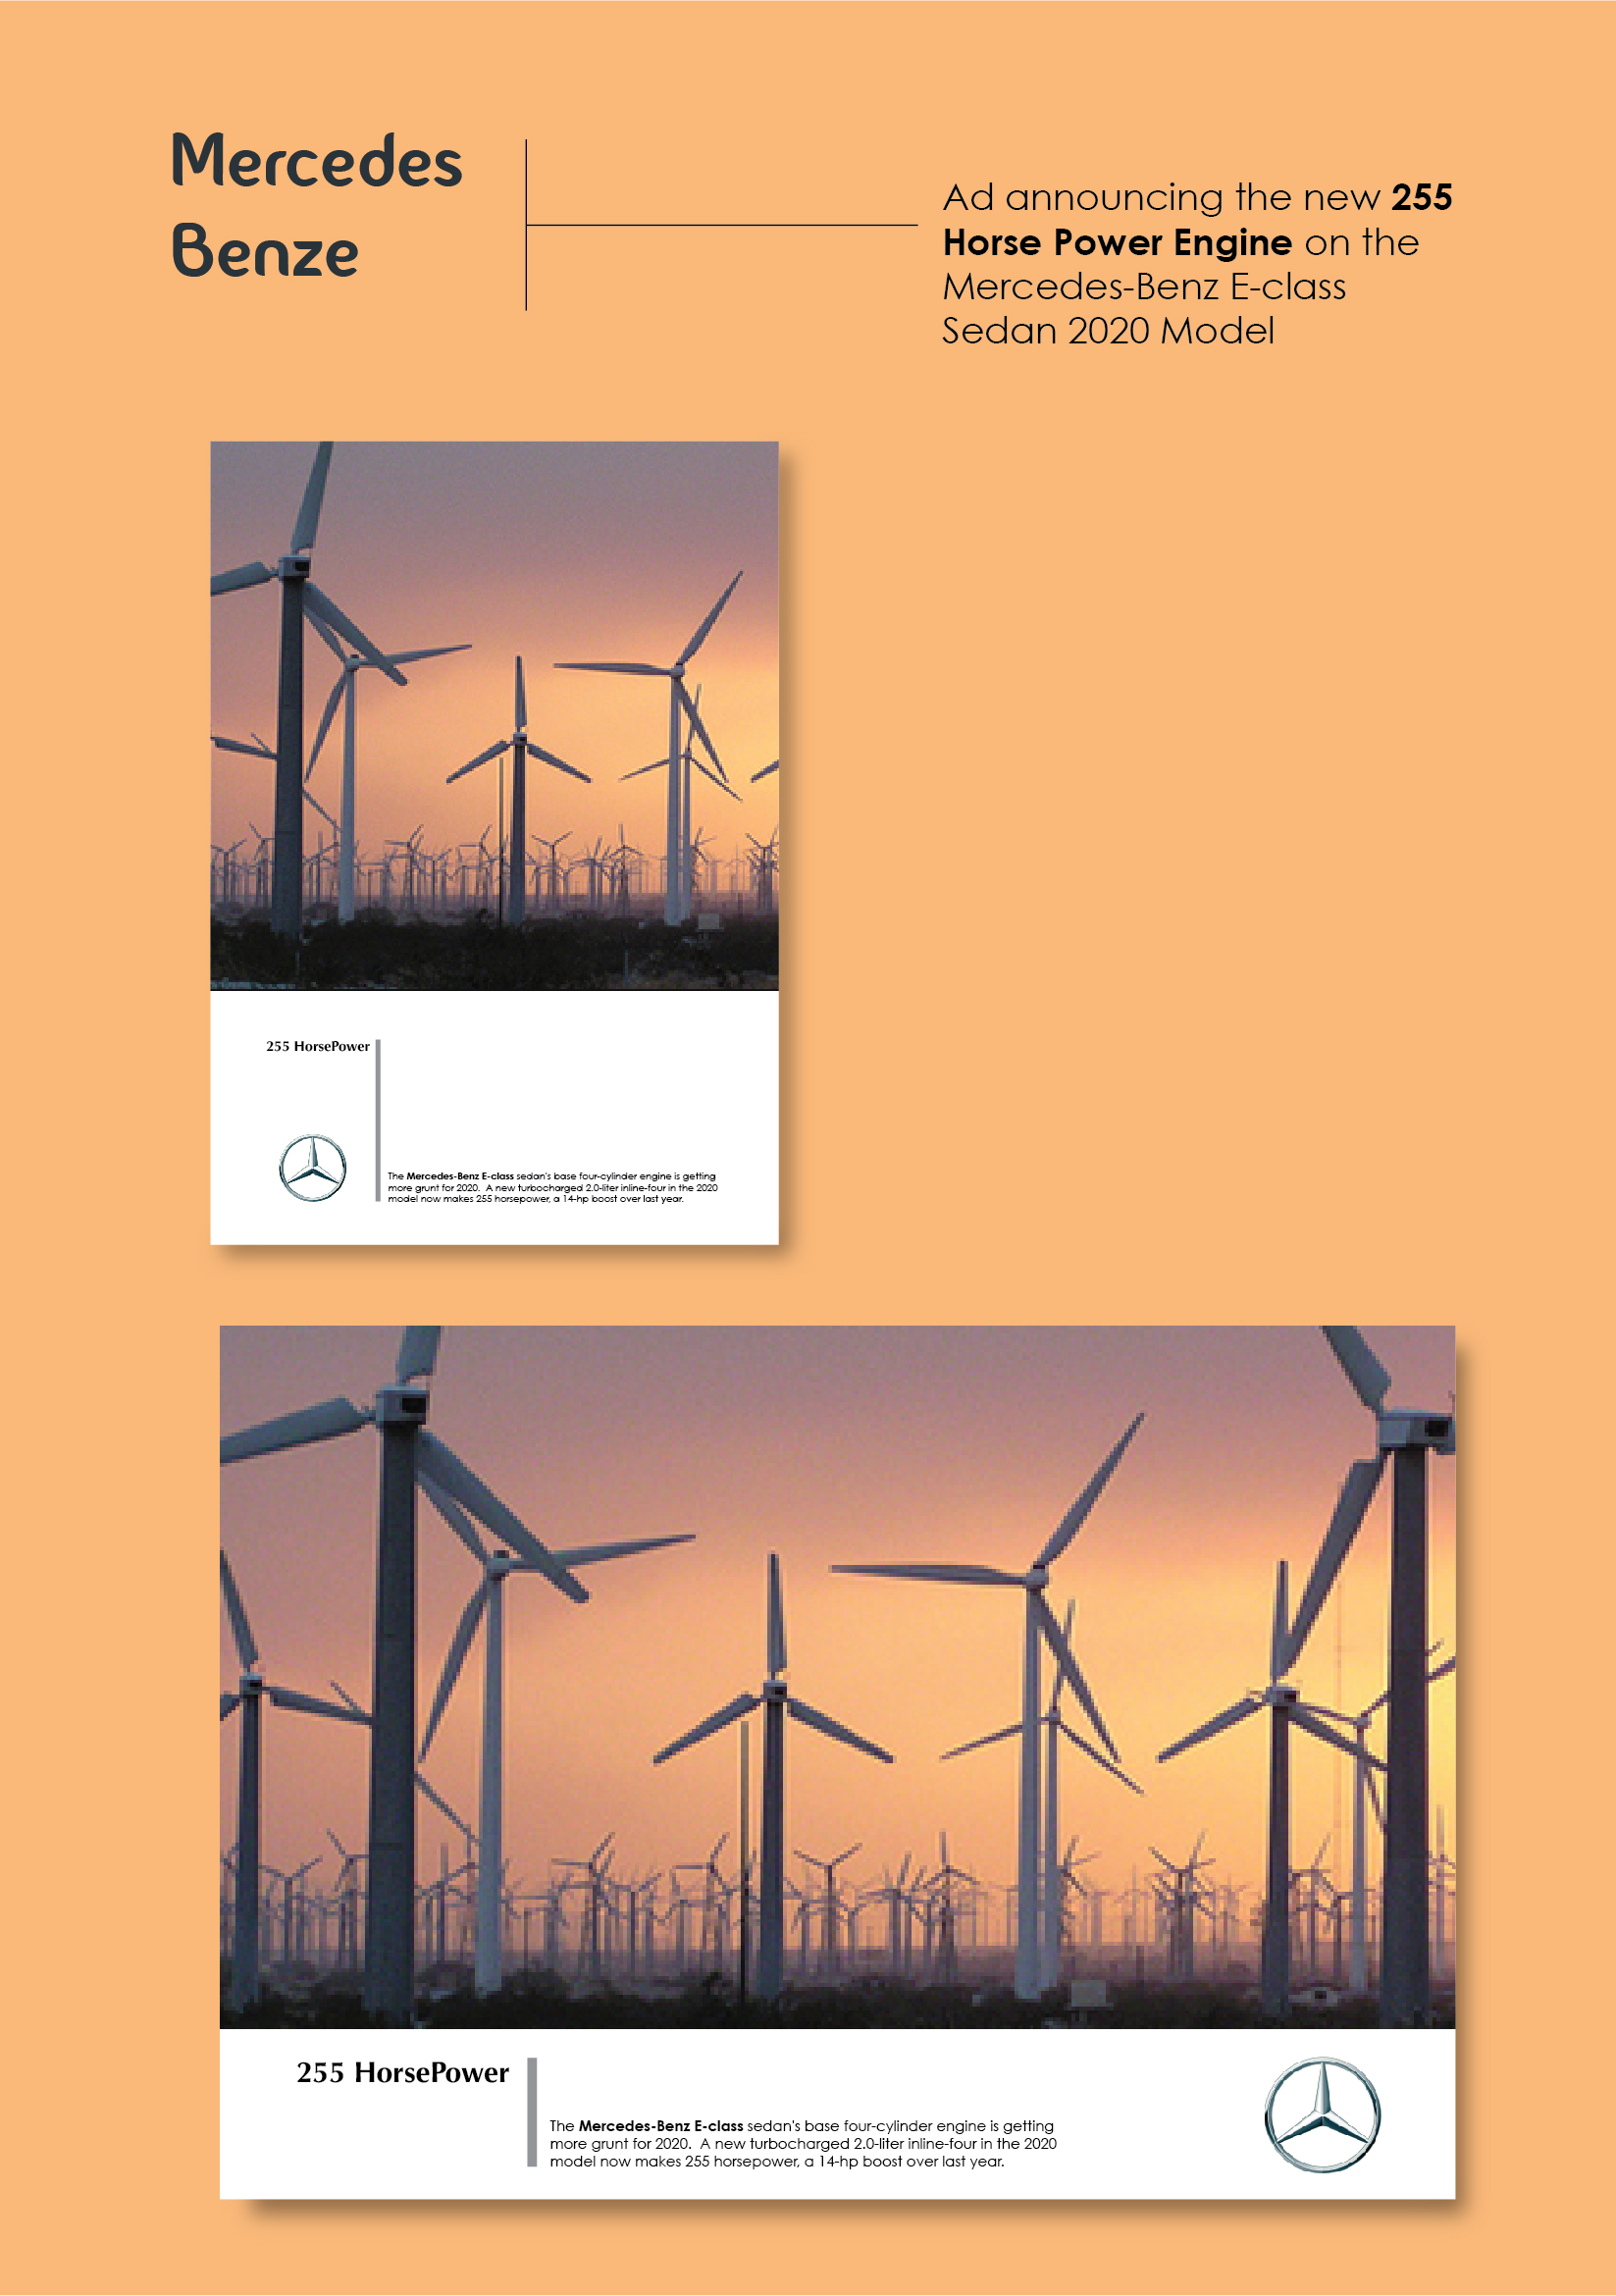 Mercedes
Benze
Ad announcing the new 255
Horse Power Engine on the
Mercedes-Benz E-class
Sedan 2020 Model
255 HorsePower
The Mercedes-Benz E-class sedan's base four-cylinder engine is getting
more grunt for 2020.  A new turbocharged 2.0-liter inline-four in the 2020
model now makes 255 horsepower, a 14-hp boost over last year.
255 HorsePower
The Mercedes-Benz E-class sedan's base four-cylinder engine is getting
more grunt for 2020.  A new turbocharged 2.0-liter inline-four in the 2020
model now makes 255 horsepower, a 14-hp boost over last year.